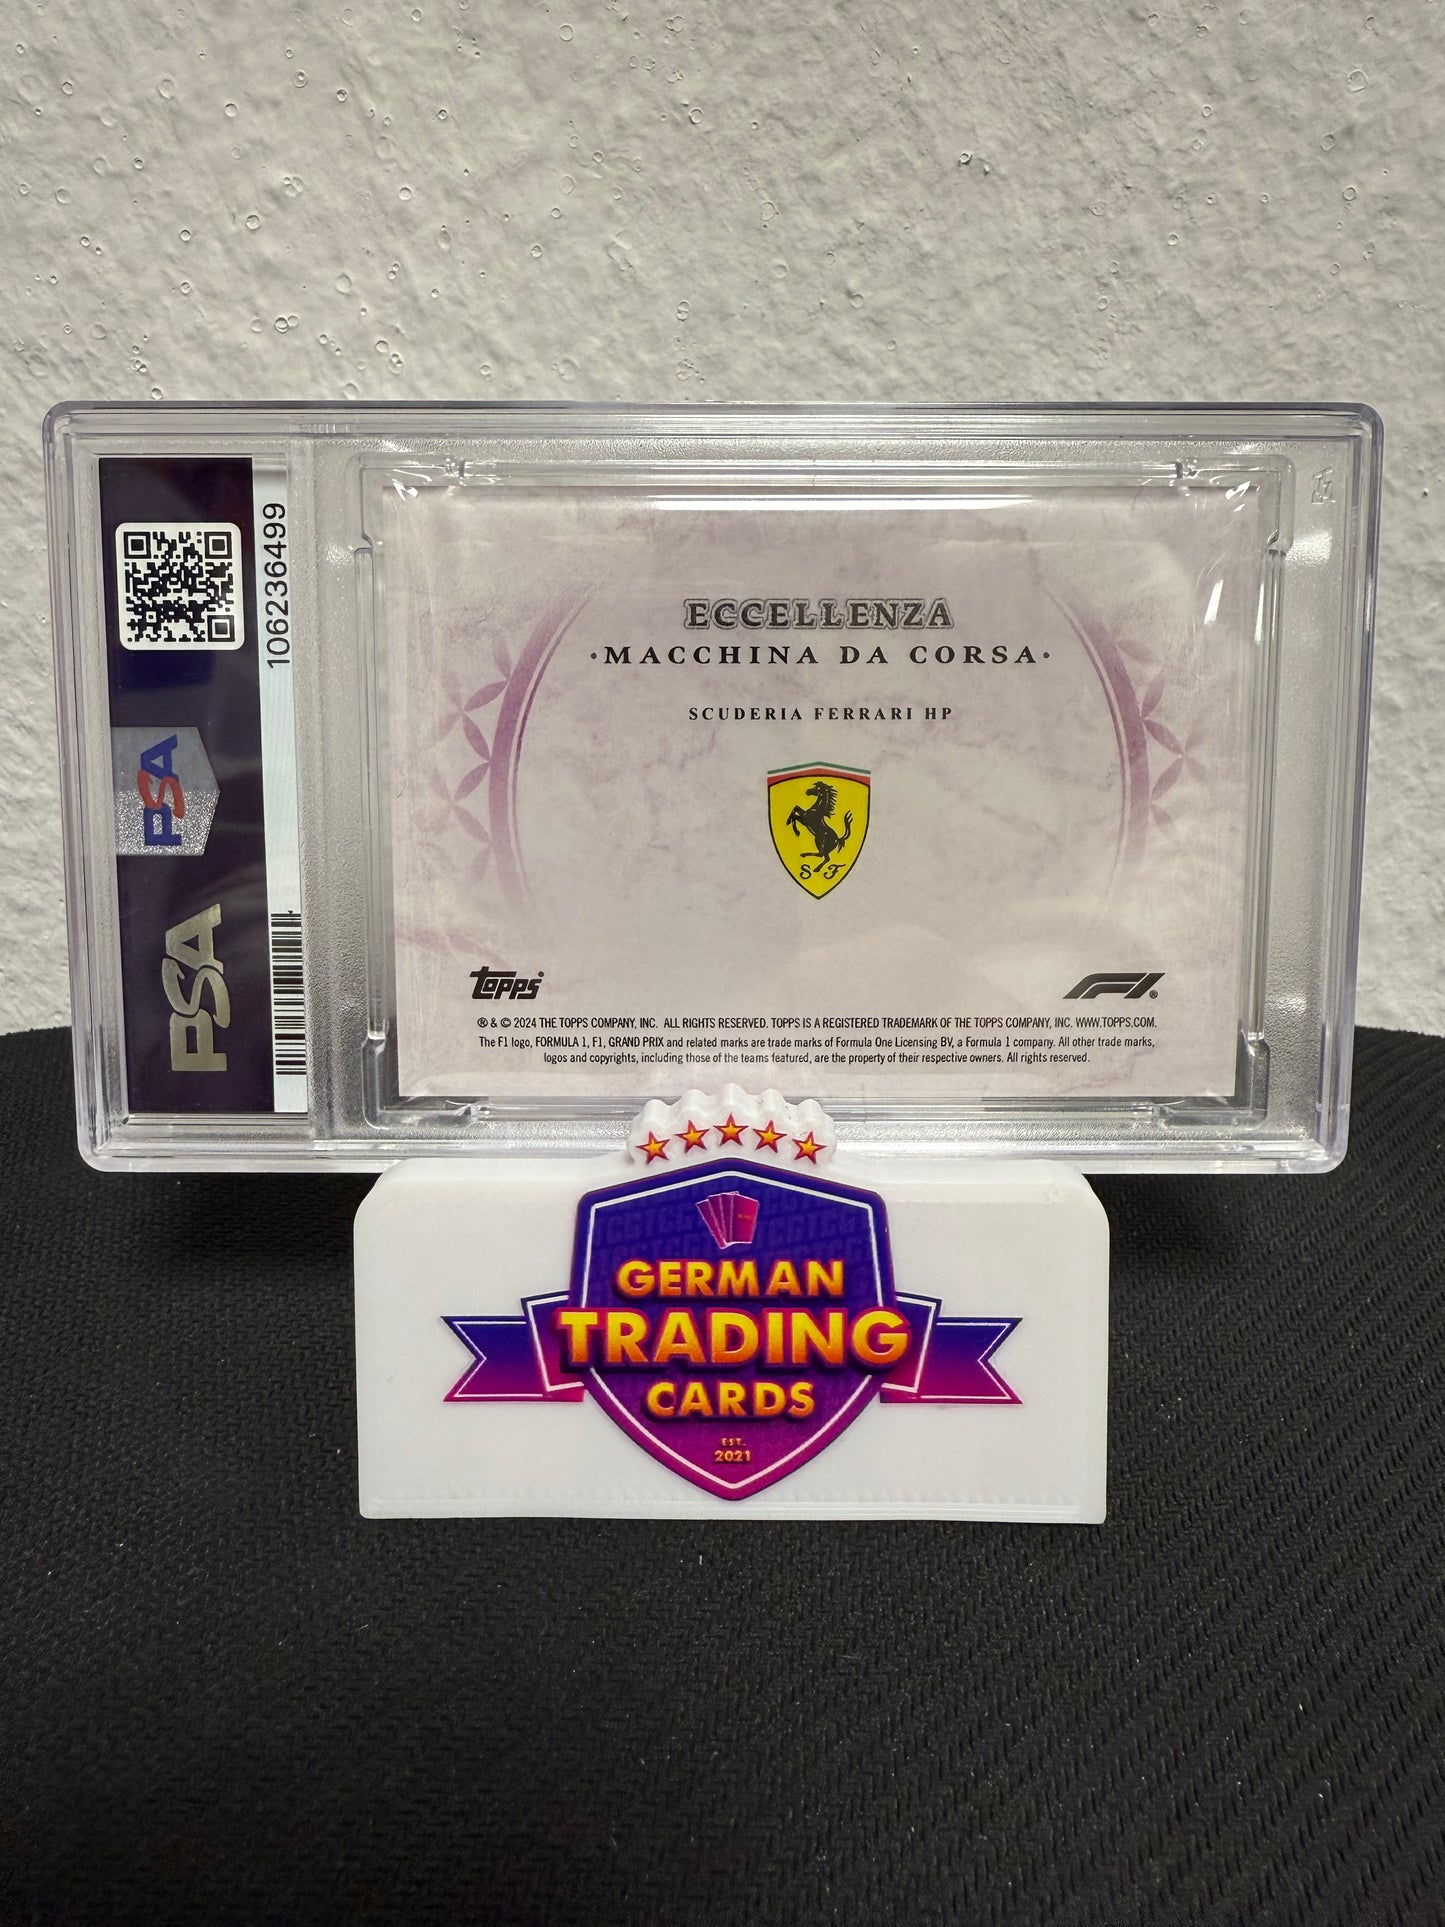 106236499
PSA
PSA
ECCELLENZA
·MACCHINA DA CORSA·
SCUDERIA FERRARI HP
S F
Topps
F1®
® & © 2024 THE TOPPS COMPANY, INC. ALL RIGHTS RESERVED. TOPPS IS A REGISTERED TRADEMARK OF THE TOPPS COMPANY, INC. WWW.TOPPS.COM.
The F1 logo, FORMULA 1, F1, GRAND PRIX and related marks are trade marks of Formula One Licensing BV, a Formula 1 company. All other trade marks,
logos and copyrights, including those of the teams featured, are the property of their respective owners. All rights reserved.
GERMAN
TRADING
CARDS
EST.
2021